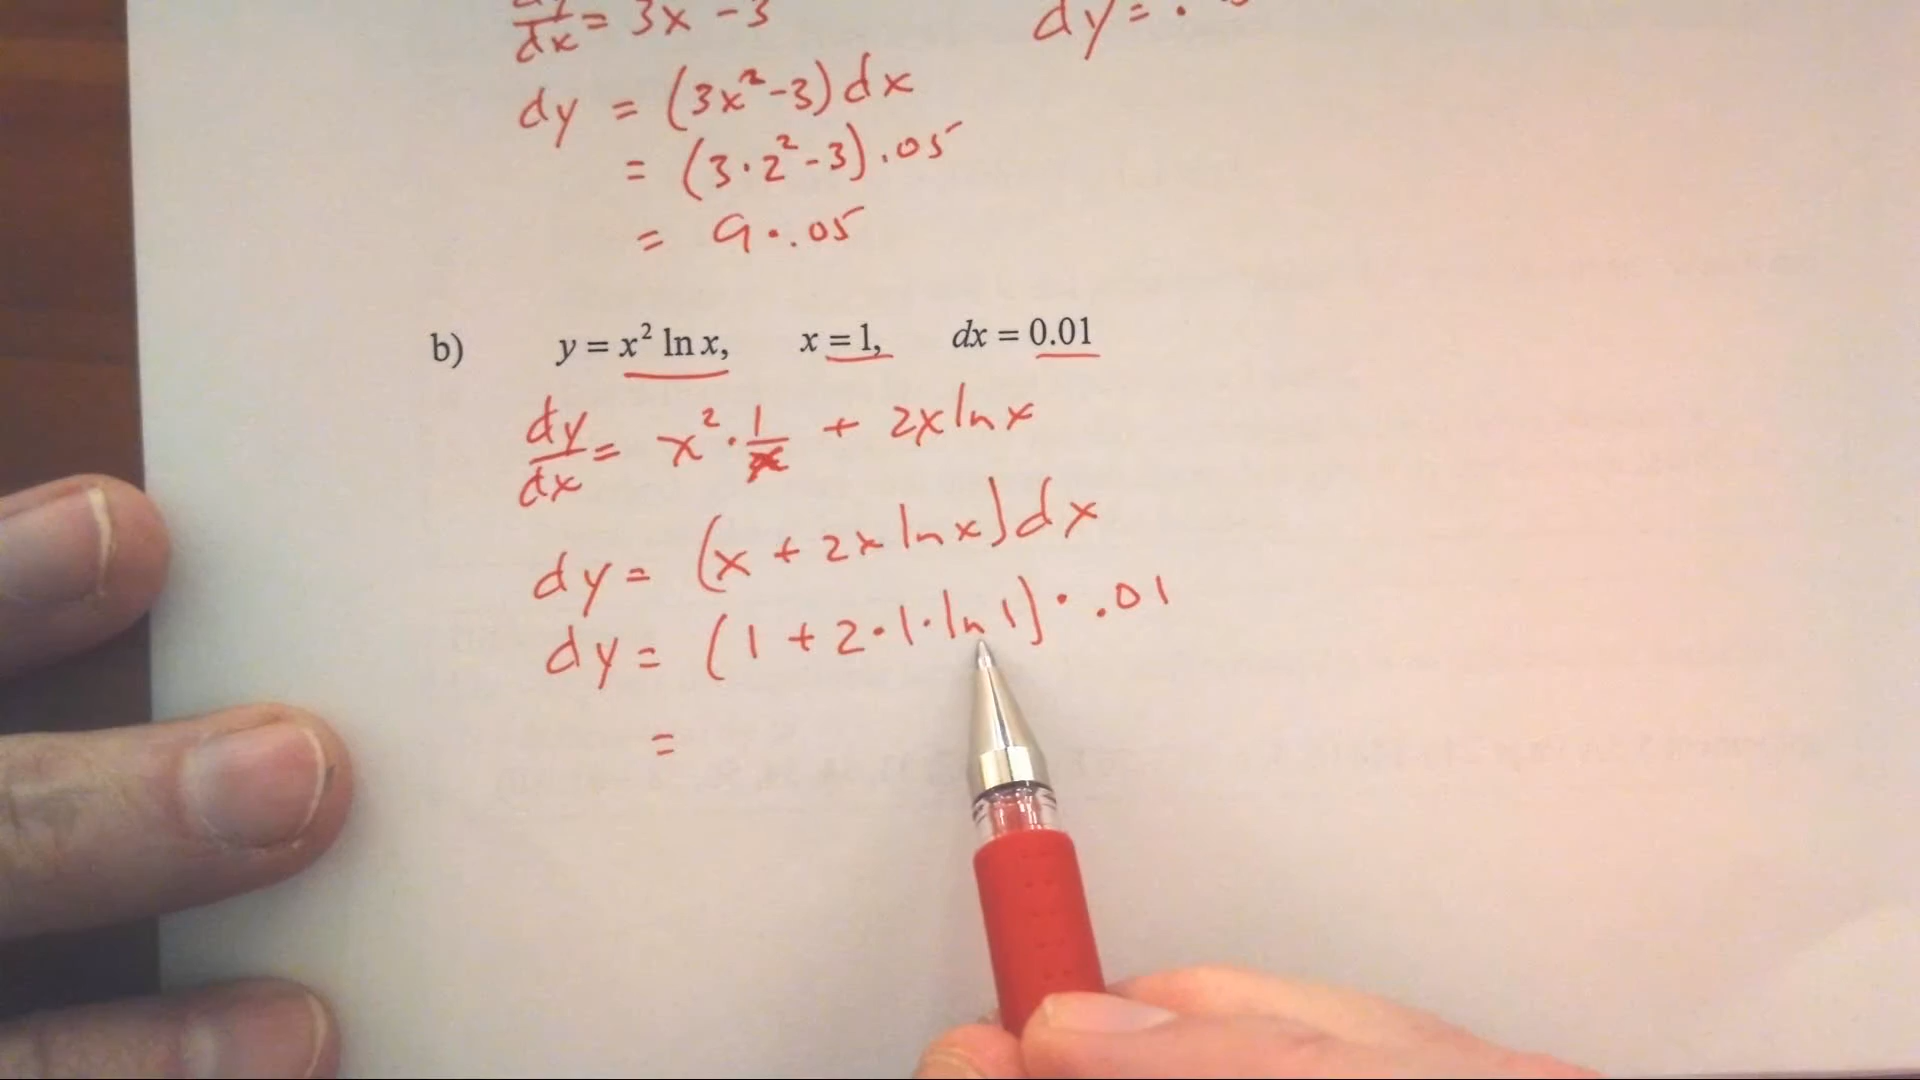 dy/dx = 3x - 3
dy = .
dy = (3x² - 3) dx
= (3·2² - 3) .05
= 9 · .05
b) y = x² ln x, x = 1, dx = 0.01
dy/dx = x² · 1/x + 2x ln x
dy = (x + 2x ln x) dx
dy = (1 + 2·1·ln 1) · .01
=